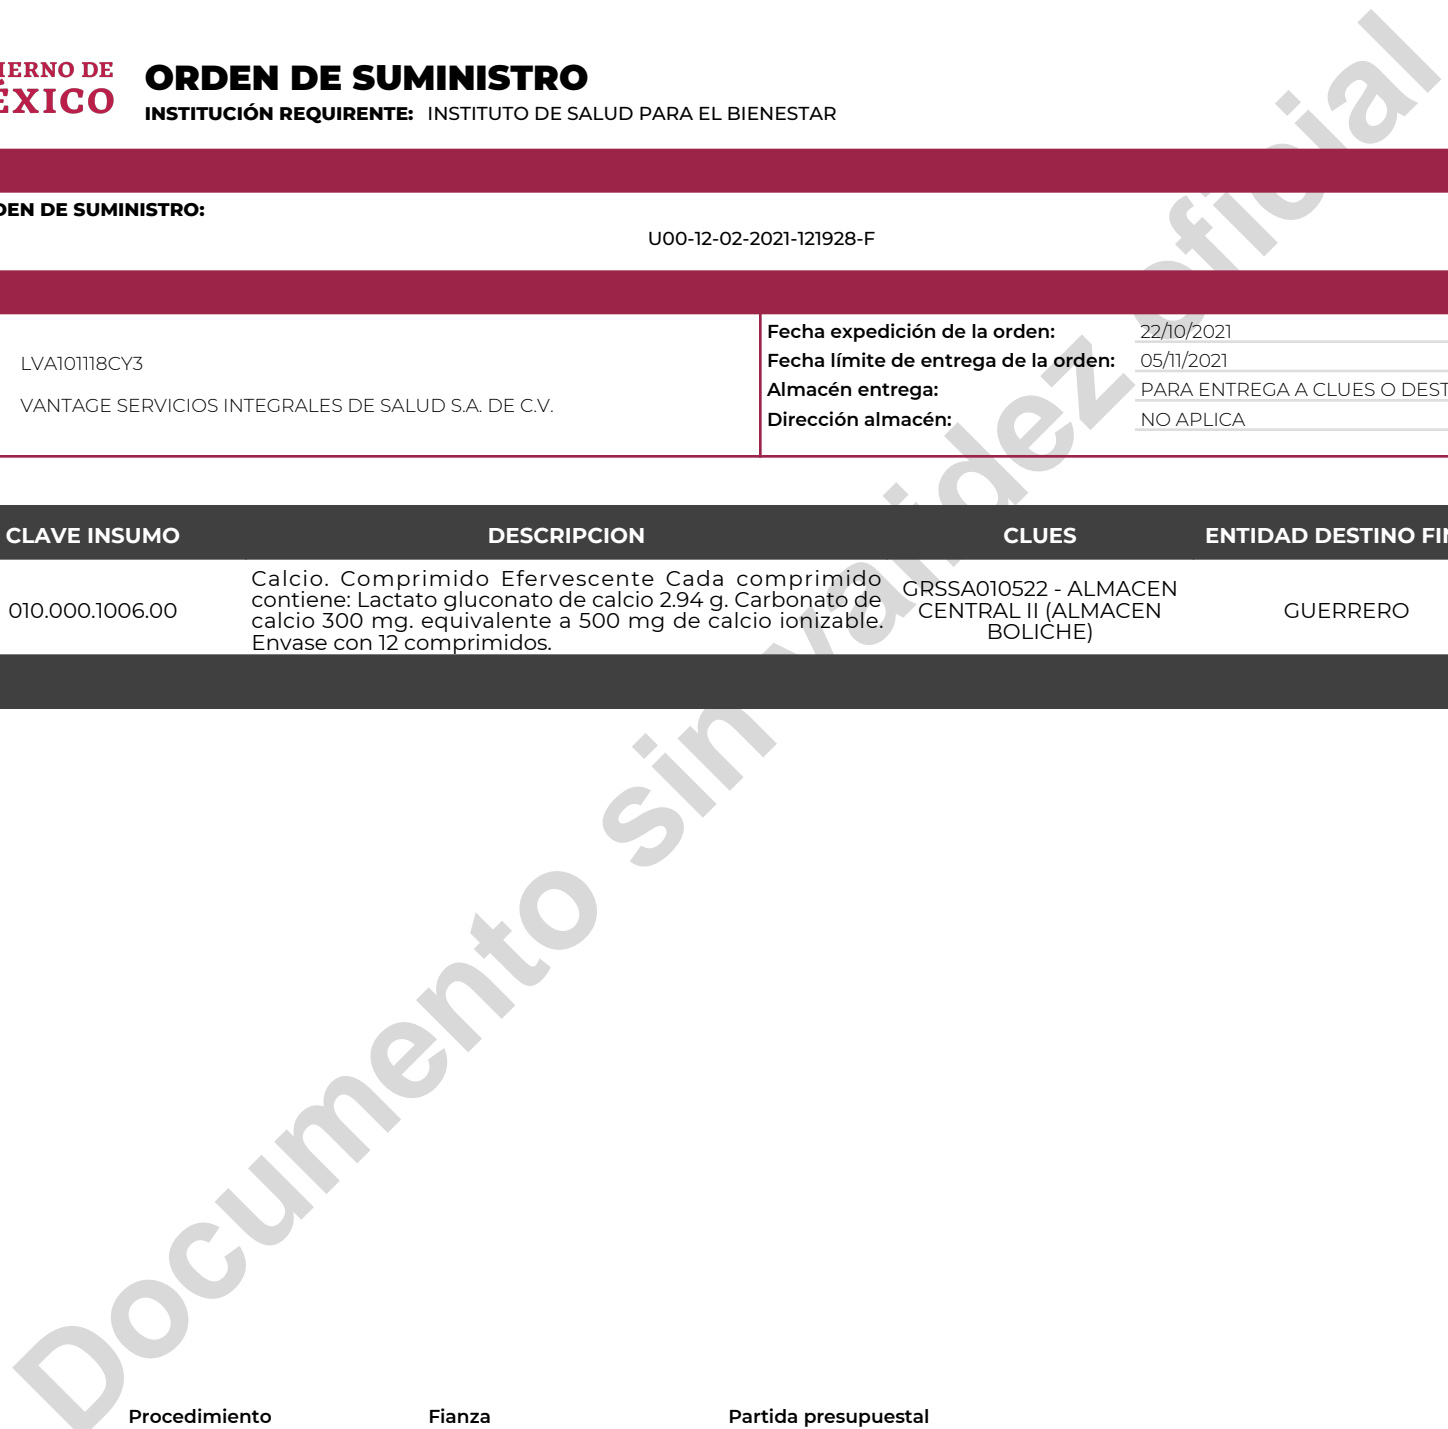 IERNO DE
ÉXICO
ORDEN DE SUMINISTRO
INSTITUCIÓN REQUIRENTE: INSTITUTO DE SALUD PARA EL BIENESTAR
DEN DE SUMINISTRO:
U00-12-02-2021-121928-F
LVA101118CY3
VANTAGE SERVICIOS INTEGRALES DE SALUD S.A. DE C.V.
Fecha expedición de la orden: 22/10/2021
Fecha límite de entrega de la orden: 05/11/2021
Almacén entrega: PARA ENTREGA A CLUES O DEST
Dirección almacén: NO APLICA
CLAVE INSUMO DESCRIPCION CLUES ENTIDAD DESTINO FIN
010.000.1006.00
Calcio. Comprimido Efervescente Cada comprimido
contiene: Lactato gluconato de calcio 2.94 g. Carbonato de
calcio 300 mg. equivalente a 500 mg de calcio ionizable.
Envase con 12 comprimidos.
GRSSA010522 - ALMACEN
CENTRAL II (ALMACEN
BOLICHE)
GUERRERO
Documento sin validez oficial
Procedimiento Fianza Partida presupuestal